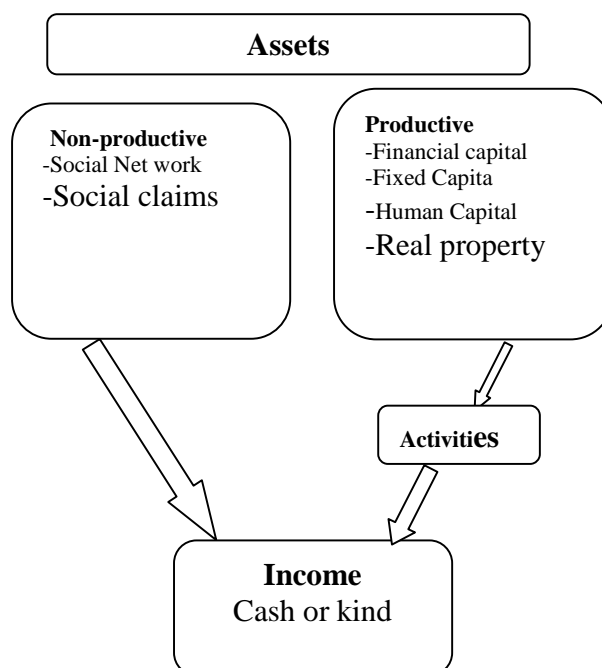 Assets
Non-productive
-Social Net work
-Social claims
Productive
-Financial capital
-Fixed Capita
-Human Capital
-Real property
Activities
Income
Cash or kind